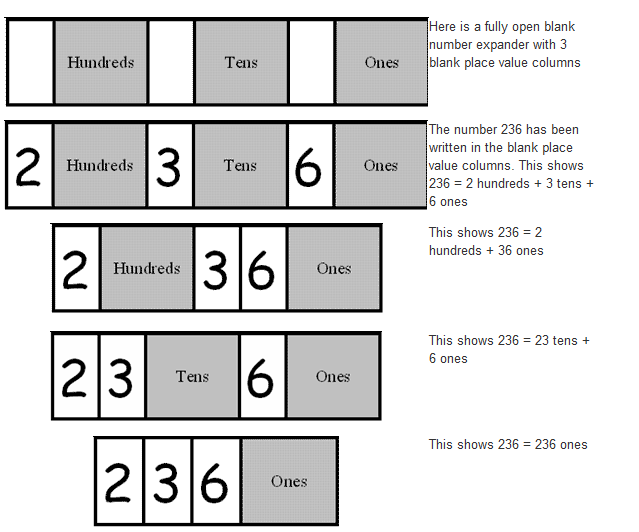 Hundreds Tens Ones
Here is a fully open blank
number expander with 3
blank place value columns
2 Hundreds 3 Tens 6 Ones
The number 236 has been
written in the blank place
value columns. This shows
236 = 2 hundreds + 3 tens +
6 ones
2 Hundreds 3 6 Ones
This shows 236 = 2
hundreds + 36 ones
2 3 Tens 6 Ones
This shows 236 = 23 tens +
6 ones
2 3 6 Ones
This shows 236 = 236 ones